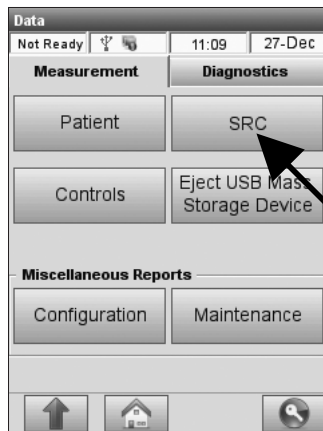 Data
Not Ready 11:09 27-Dec
Measurement Diagnostics
Patient SRC
Controls Eject USB Mass
Storage Device
Miscellaneous Reports
Configuration Maintenance